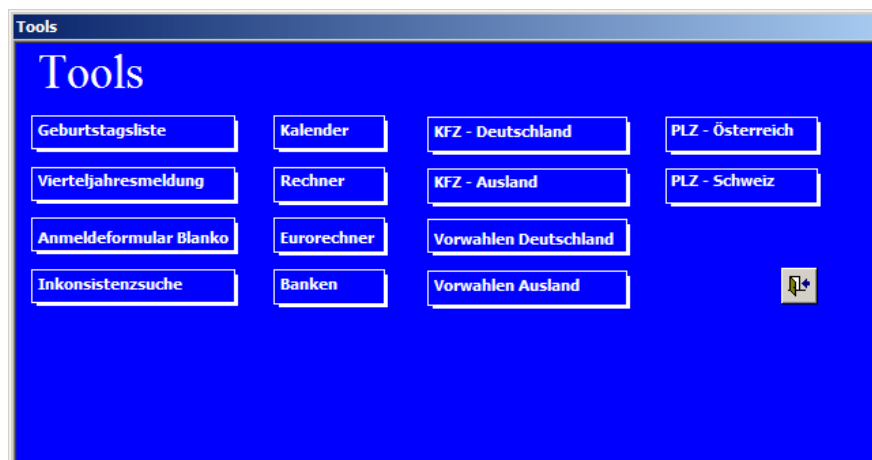 Tools
Tools
Geburtstagsliste
Kalender
KFZ - Deutschland
PLZ - Österreich
Vierteljahresmeldung
Rechner
KFZ - Ausland
PLZ - Schweiz
Anmeldeformular Blanko
Eurorechner
Vorwahlen Deutschland
Inkonsistenzsuche
Banken
Vorwahlen Ausland